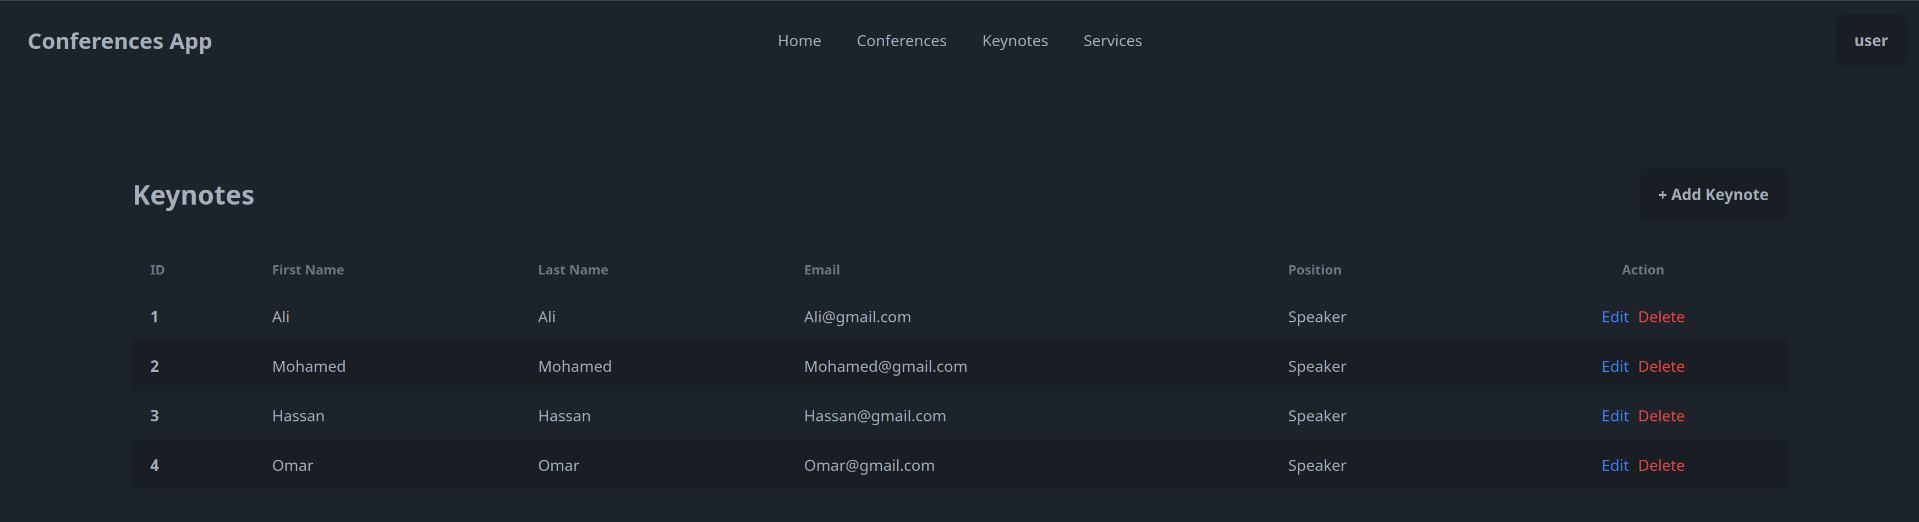 Conferences App Home Conferences Keynotes Services user
Keynotes + Add Keynote
ID First Name Last Name Email Position Action
1 Ali Ali Ali@gmail.com Speaker Edit Delete
2 Mohamed Mohamed Mohamed@gmail.com Speaker Edit Delete
3 Hassan Hassan Hassan@gmail.com Speaker Edit Delete
4 Omar Omar Omar@gmail.com Speaker Edit Delete